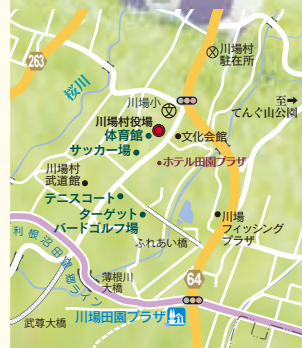 川場村
駐在所
263
桜川
川場小
文
至➡
てんぐ山公園
川場村役場
体育館
文化会館
サッカー場
ホテル田園プラザ
川場村
武道館
テニスコート
ターゲット
バードゴルフ場
川場
フィッシング
プラザ
ふれあい橋
利根沼田望郷ライン
薄根川
大橋
64
川場田園プラザ
武尊大橋